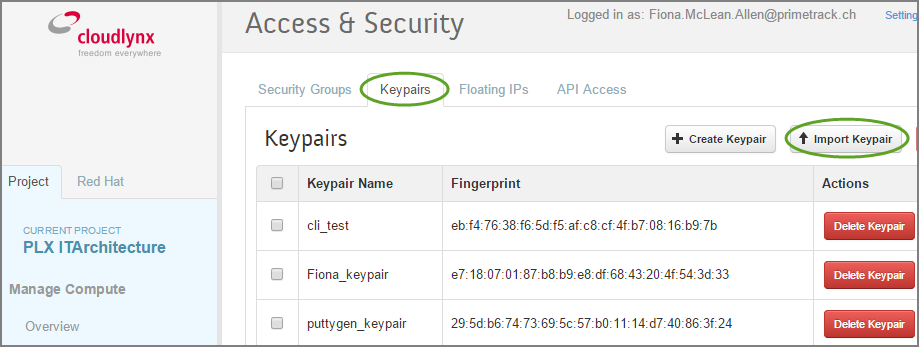 cloudlynx
freedom everywhere
Access & Security
Logged in as: Fiona.McLean.Allen@primetrack.ch
Setting
Security Groups Keypairs Floating IPs API Access
Keypairs
Create Keypair
Import Keypair
Project Red Hat
CURRENT PROJECT
PLX ITArchitecture
Manage Compute
Overview
Keypair Name Fingerprint Actions
cli_test eb:f4:76:38:f6:5d:f5:af:c8:cf:4f:b7:08:16:b9:7b Delete Keypair
Fiona_keypair e7:18:07:01:87:b8:b9:e8:df:68:43:20:4f:54:3d:33 Delete Keypair
puttygen_keypair 29:5d:b6:74:73:69:5c:57:b0:11:14:d7:40:86:3f:24 Delete Keypair